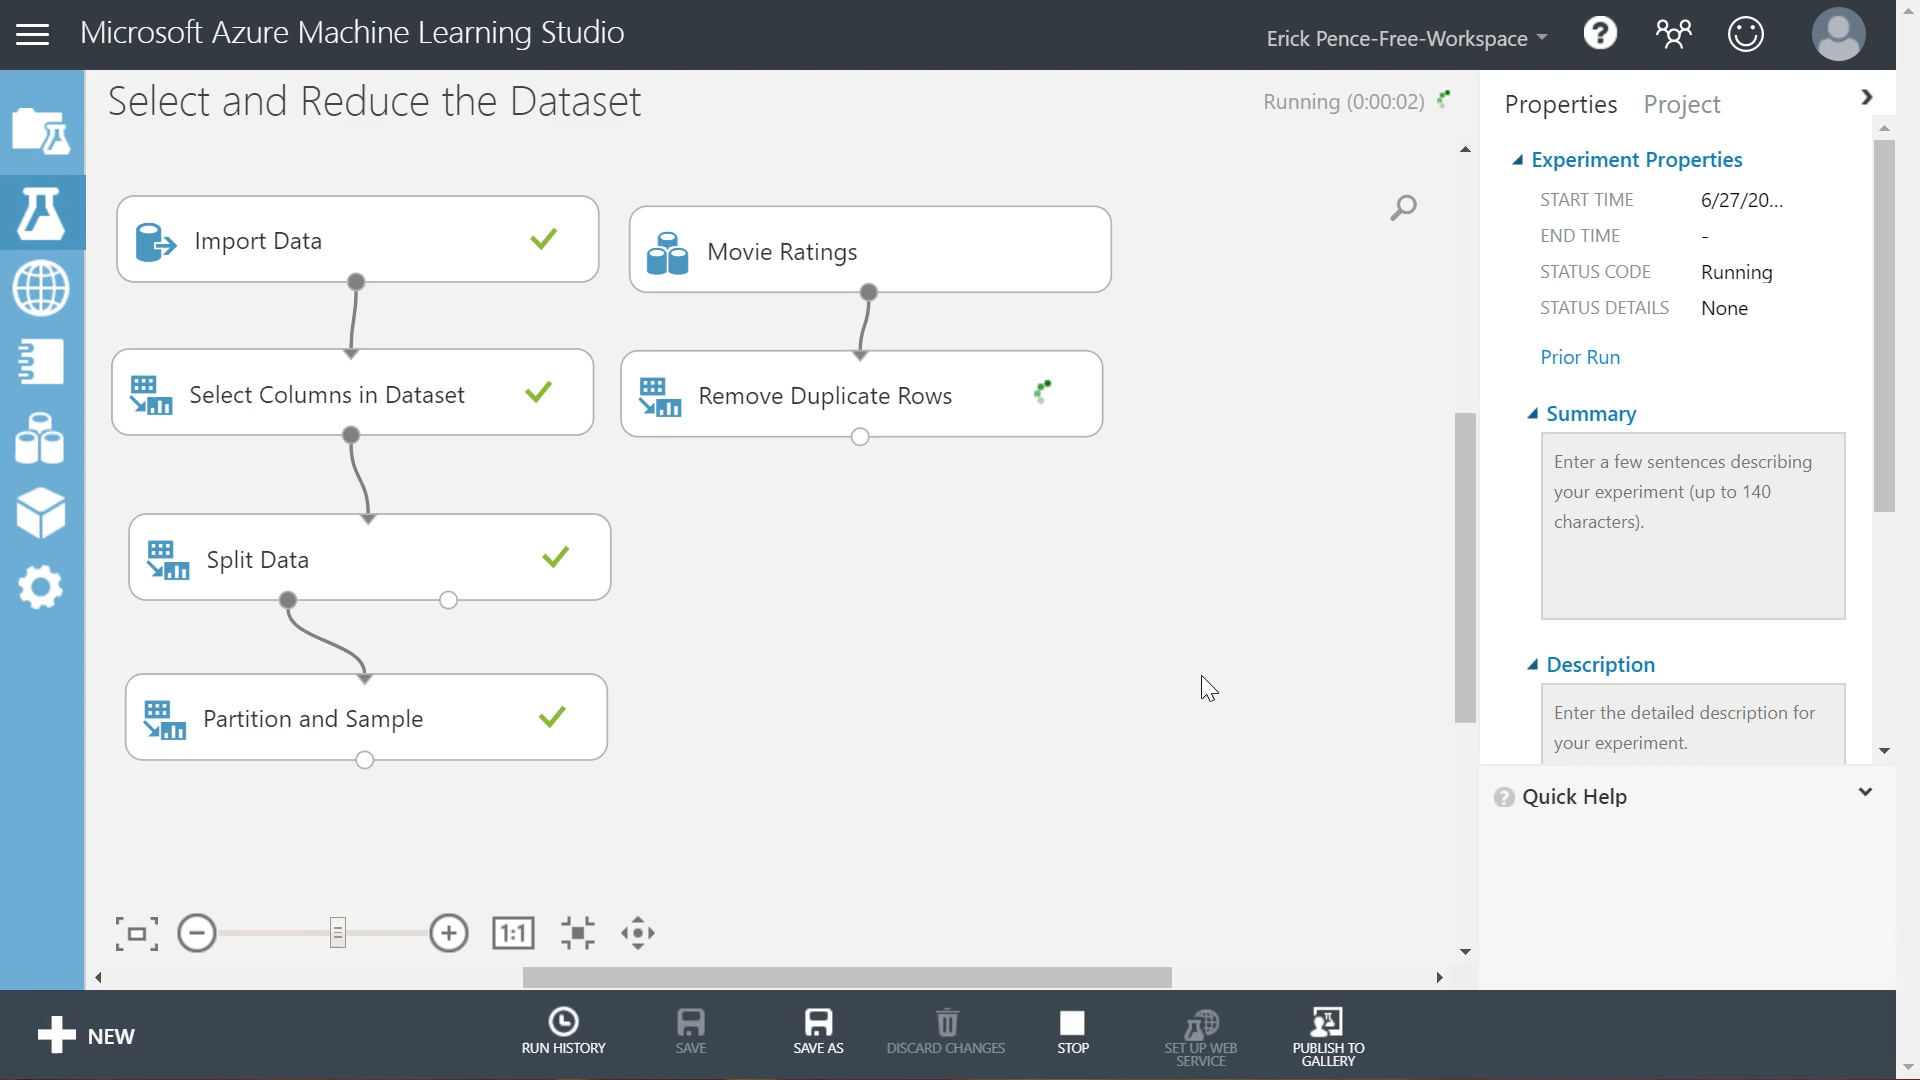 Microsoft Azure Machine Learning Studio
Erick Pence-Free-Workspace
?
Select and Reduce the Dataset
Running (0:00:02)
Import Data
Movie Ratings
Select Columns in Dataset
Remove Duplicate Rows
Split Data
Partition and Sample
1:1
Properties Project
Experiment Properties
START TIME 6/27/20...
END TIME -
STATUS CODE Running
STATUS DETAILS None
Prior Run
Summary
Enter a few sentences describing
your experiment (up to 140
characters).
Description
Enter the detailed description for
your experiment.
? Quick Help
NEW
RUN HISTORY
SAVE
SAVE AS
DISCARD CHANGES
STOP
SET UP WEB
SERVICE
PUBLISH TO
GALLERY